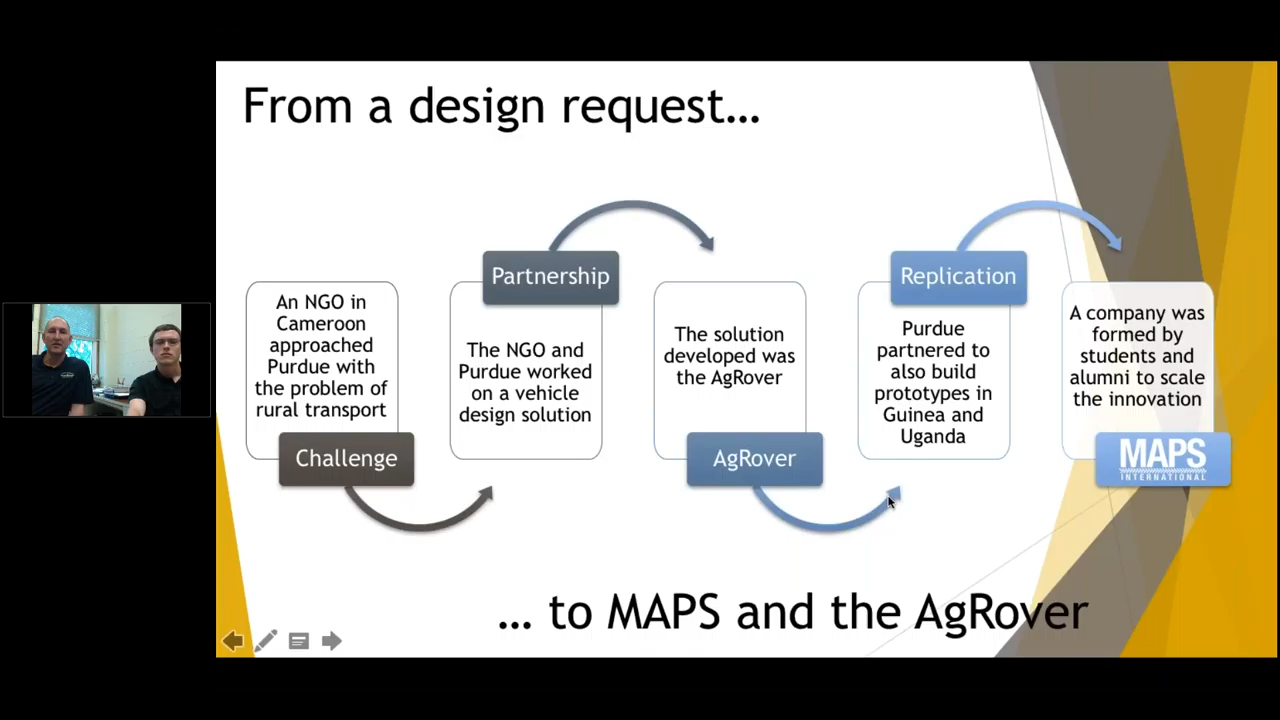 From a design request…
An NGO in
Cameroon
approached
Purdue with
the problem of
rural transport
Challenge
Partnership
The NGO and
Purdue worked
on a vehicle
design solution
The solution
developed was
the AgRover
AgRover
Replication
Purdue
partnered to
also build
prototypes in
Guinea and
Uganda
A company was
formed by
students and
alumni to scale
the innovation
MAPS
INTERNATIONAL
… to MAPS and the AgRover